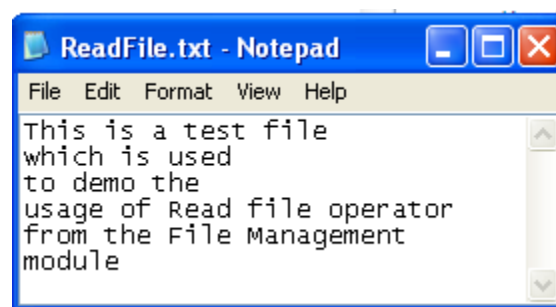 ReadFile.txt - Notepad
File Edit Format View Help
This is a test file
which is used
to demo the
usage of Read file operator
from the File Management
module